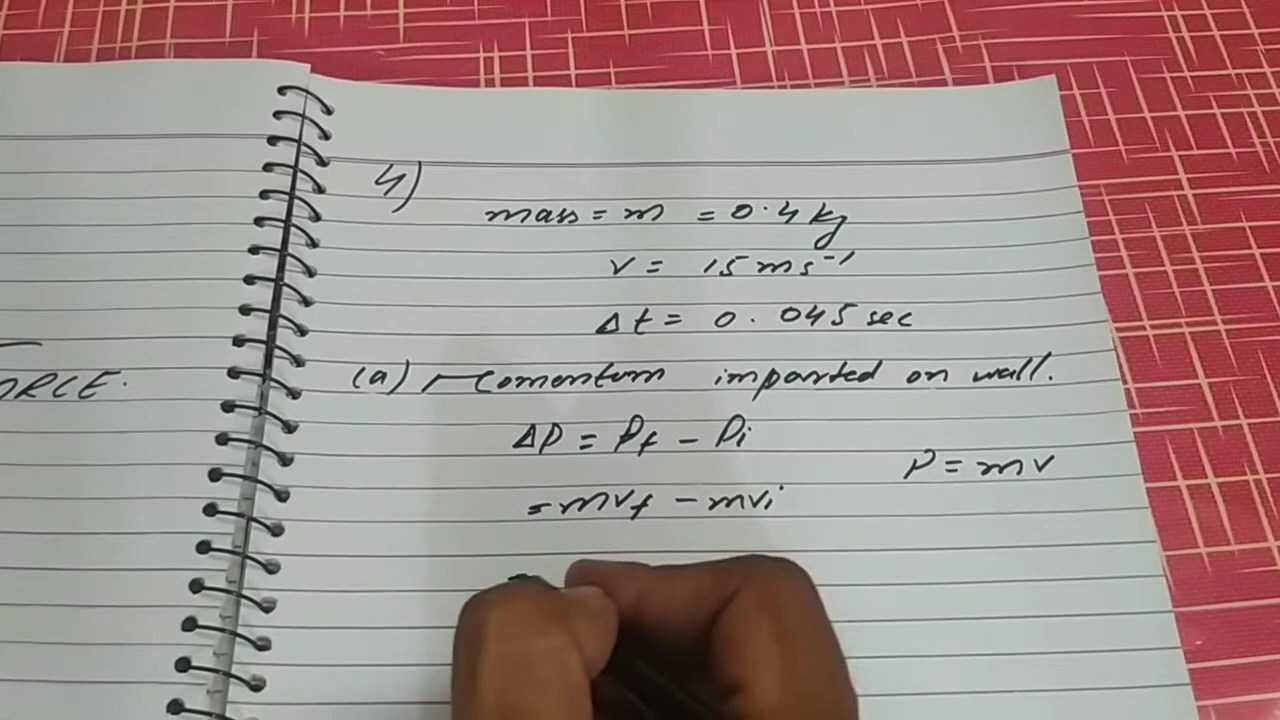 4)
mass = m = 0.4 kg
v = 15 ms⁻¹
Δt = 0.045 sec
ORCE.
(a) Momentum imparted on wall.
ΔP = Pf - Pi
P = mv
= mvf - mvi